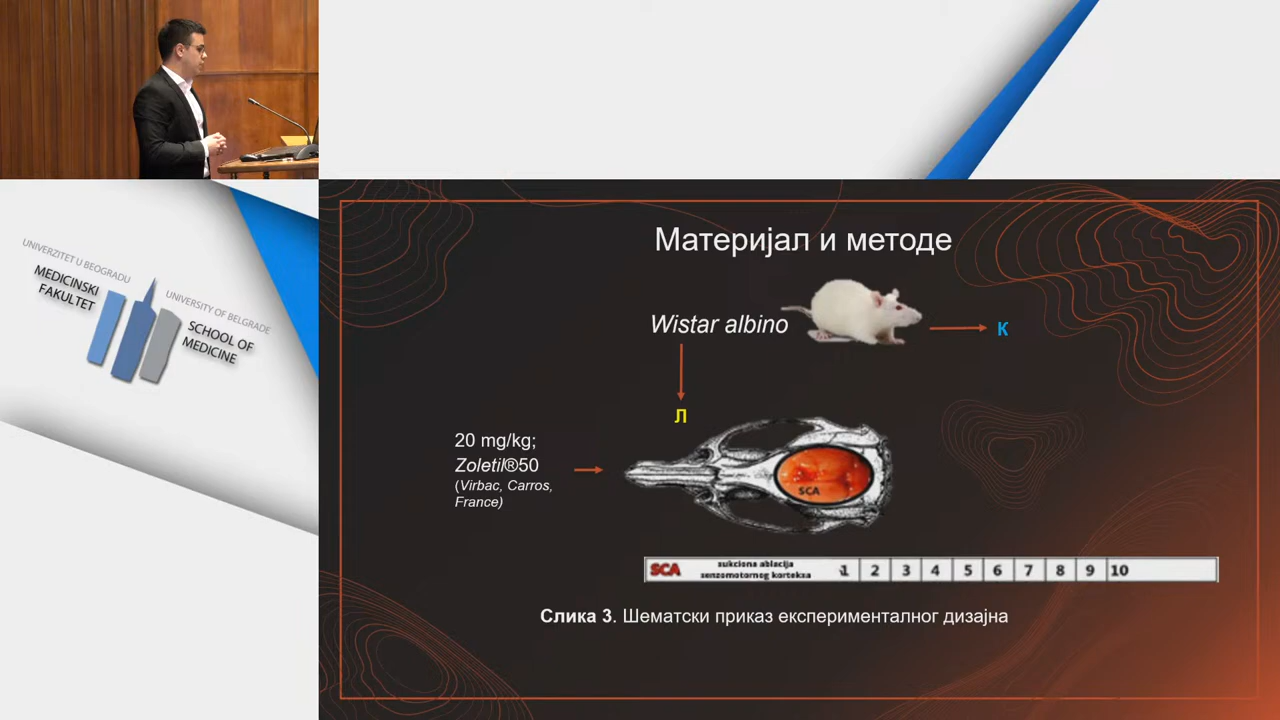 UNIVERZITET U BEOGRADU
MEDICINSKI
FAKULTET
UNIVERSITY OF BELGRADE
SCHOOL OF
MEDICINE
Материјал и методе
Wistar albino
К
Л
20 mg/kg;
Zoletil®50
(Virbac, Carros,
France)
SCA
SCA sukciona ablacija senzomotornog korteksa 1 2 3 4 5 6 7 8 9 10
Слика 3. Шематски приказ експерименталног дизајна